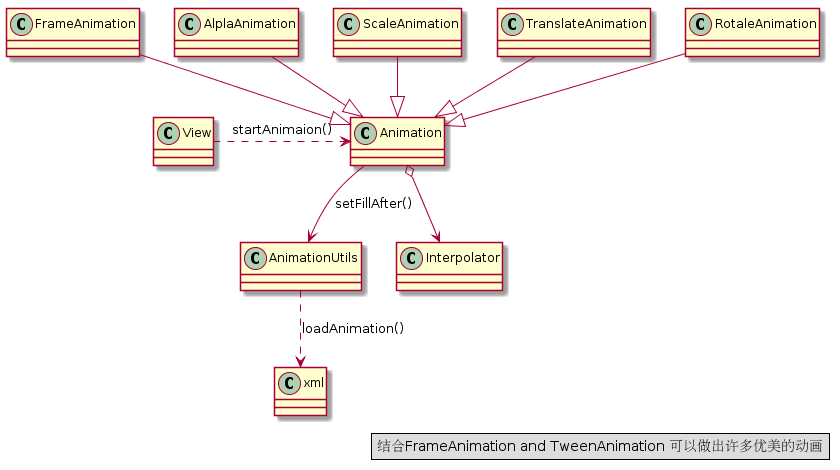 C FrameAnimation
C AlplaAnimation
C ScaleAnimation
C TranslateAnimation
C RotaleAnimation
C View
startAnimaion()
C Animation
setFillAfter()
C AnimationUtils
C Interpolator
loadAnimation()
C xml
结合FrameAnimation and TweenAnimation 可以做出许多优美的动画